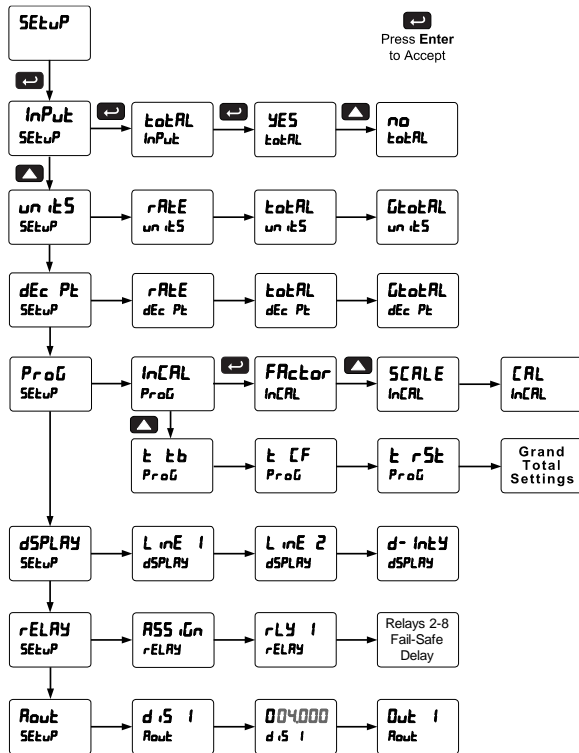 SEtuP
Press Enter
to Accept
InPut
SEtuP
totAL
InPut
YES
totAL
no
totAL
unitS
SEtuP
rAtE
unitS
totAL
unitS
GtotAL
unitS
dEc Pt
SEtuP
rAtE
dEc Pt
totAL
dEc Pt
GtotAL
dEc Pt
ProG
SEtuP
InCAL
ProG
FActor
InCAL
SCALE
InCAL
CAL
InCAL
t tb
ProG
t CF
ProG
t rSt
ProG
Grand
Total
Settings
dSPLAY
SEtuP
LinE 1
dSPLAY
LinE 2
dSPLAY
d-IntY
dSPLAY
rELAY
SEtuP
ASSiGn
rELAY
rLY 1
rELAY
Relays 2-8
Fail-Safe
Delay
Aout
SEtuP
diS 1
Aout
004.000
diS 1
Out 1
Aout